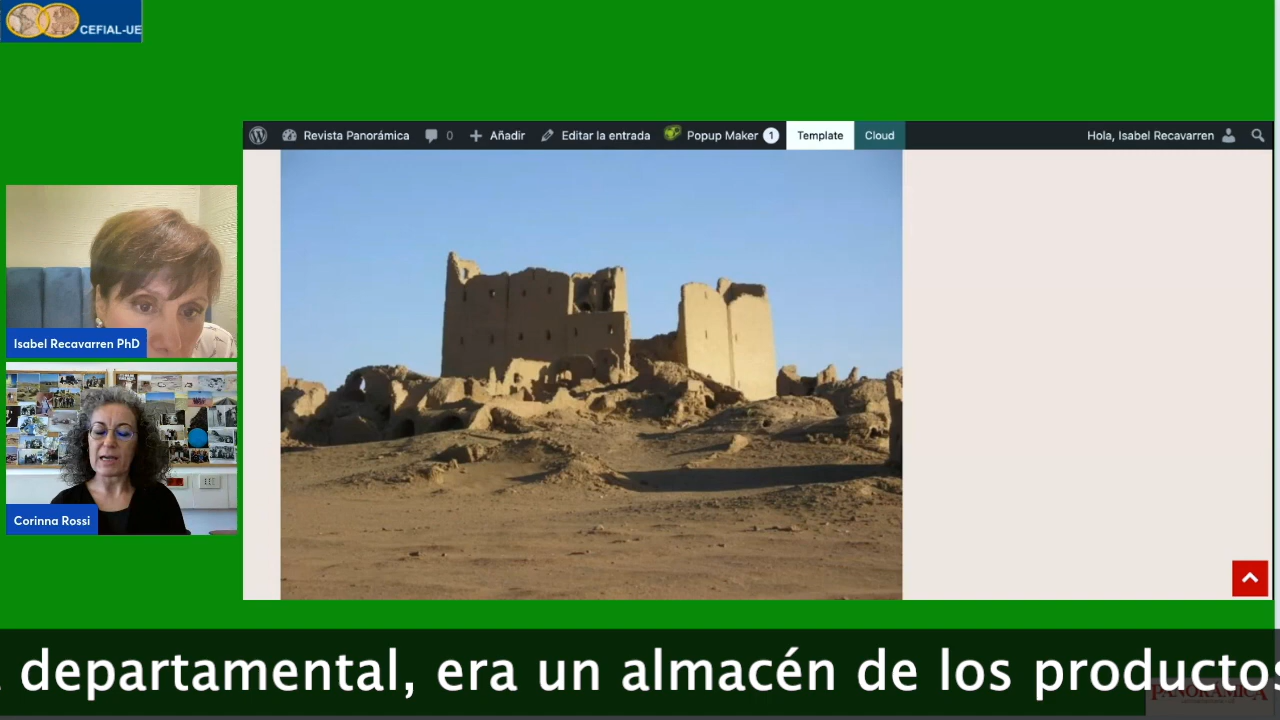 CEFIAL-UE
Revista Panorámica 0 Añadir Editar la entrada Popup Maker 1 Template Cloud Hola, Isabel Recavarren
Isabel Recavarren PhD
Corinna Rossi
departamental, era un almacén de los productos
PANORÁMICA